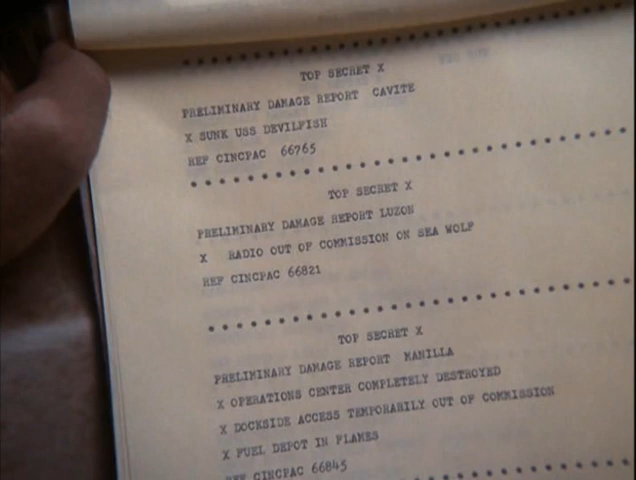 TOP SECRET X
PRELIMINARY DAMAGE REPORT CAVITE
X SUNK USS DEVILFISH
REF CINCPAC 66765
TOP SECRET X
PRELIMINARY DAMAGE REPORT LUZON
X RADIO OUT OF COMMISSION ON SEA WOLF
REF CINCPAC 66821
TOP SECRET X
PRELIMINARY DAMAGE REPORT MANILLA
X OPERATIONS CENTER COMPLETELY DESTROYED
X DOCKSIDE ACCESS TEMPORARILY OUT OF COMMISSION
X FUEL DEPOT IN FLAMES
REF CINCPAC 66845